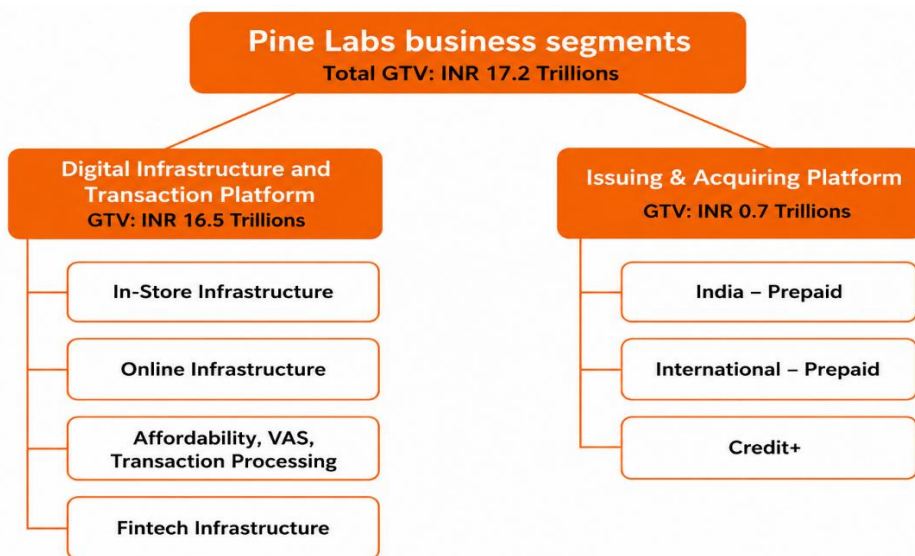 Pine Labs business segments
Total GTV: INR 17.2 Trillions
Digital Infrastructure and
Transaction Platform
GTV: INR 16.5 Trillions
In-Store Infrastructure
Online Infrastructure
Affordability, VAS,
Transaction Processing
Fintech Infrastructure
Issuing & Acquiring Platform
GTV: INR 0.7 Trillions
India – Prepaid
International – Prepaid
Credit+